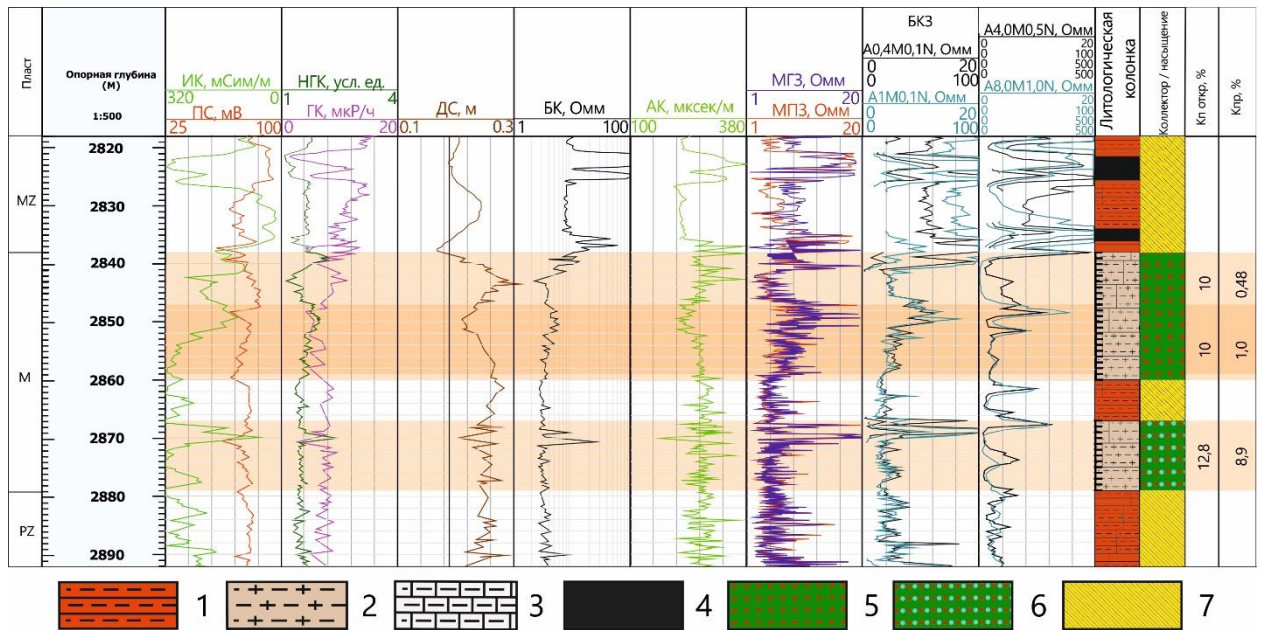 Пласт
Опорная глубина
(М)
1:500
ИК, мСим/м
320 0
ПС, мВ
25 100
НГК, усл. ед.
1 4
ГК, мкР/ч
0 20
ДС, м
0.1 0.3
БК, Омм
1 100
АК, мксек/м
100 380
МГЗ, Омм
1 20
МПЗ, Омм
1 20
БКЗ
А0,4М0,1N, Омм
0 20
0 100
А1М0,1N, Омм
0 20
0 100
А4,0М0,5N, Омм
0 20
0 100
0 500
0 500
А8,0М1,0N, Омм
0 20
0 100
0 500
0 500
Литологическая
колонка
Коллектор / насыщение
Кп откр, %
Кпр, %
MZ
M
PZ
2820
2830
2840
2850
2860
2870
2880
2890
10
0,48
10
1,0
12,8
8,9
1
2
3
4
5
6
7